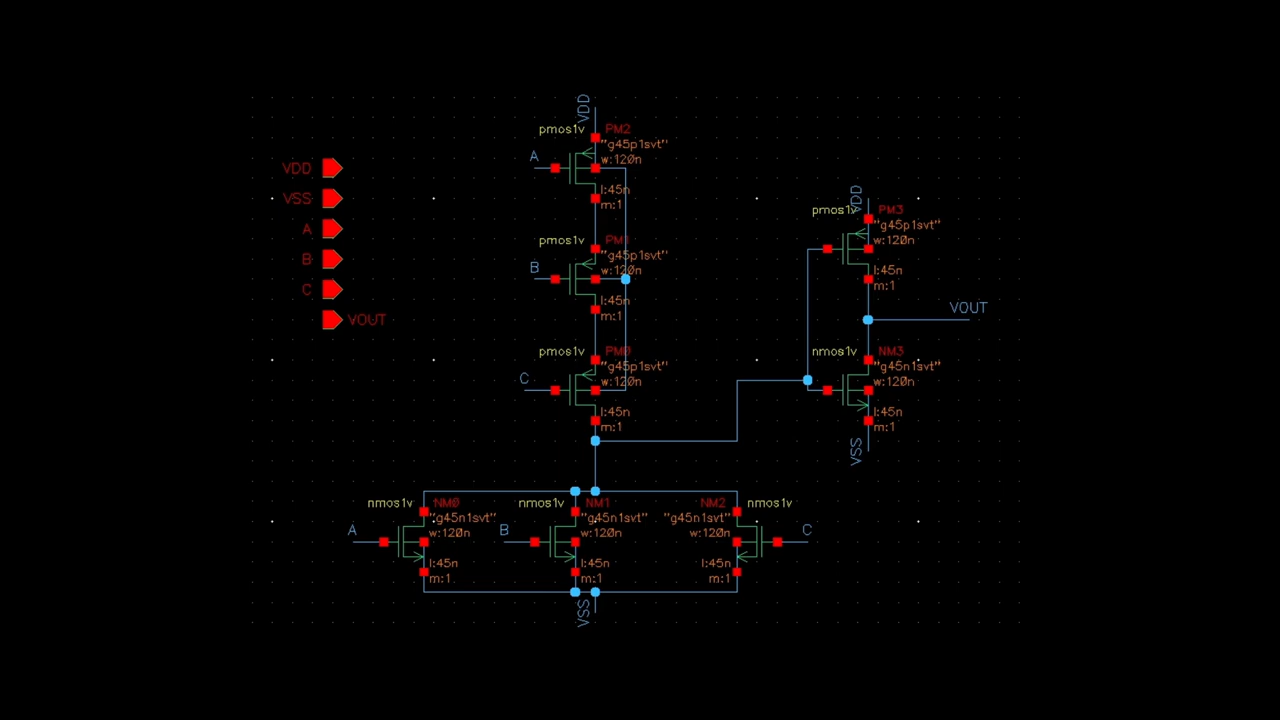 VDD
VSS
A
B
C
VOUT
VDD
pmos1v
PM2
"g45p1svt"
A
w:120n
l:45n
m:1
pmos1v
PM1
"g45p1svt"
B
w:120n
l:45n
m:1
pmos1v
PM0
"g45p1svt"
C
w:120n
l:45n
m:1
VDD
pmos1v
PM3
"g45p1svt"
w:120n
l:45n
m:1
VOUT
nmos1v
NM3
"g45n1svt"
w:120n
l:45n
m:1
VSS
nmos1v
NM0
"g45n1svt"
A
w:120n
l:45n
m:1
nmos1v
NM1
"g45n1svt"
B
w:120n
l:45n
m:1
NM2
nmos1v
"g45n1svt"
w:120n
C
l:45n
m:1
VSS